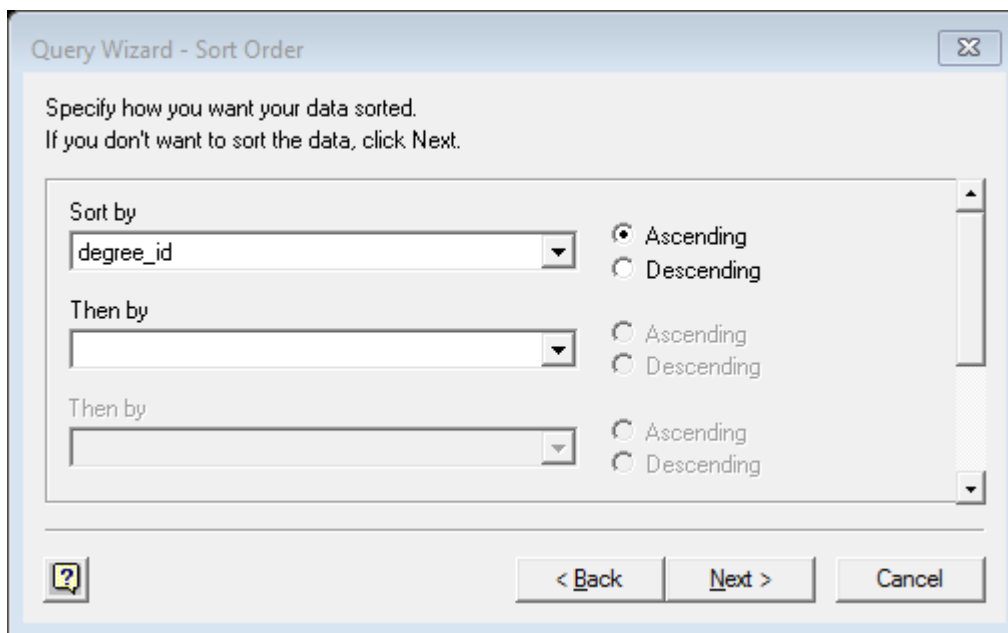 Query Wizard - Sort Order
Specify how you want your data sorted.
If you don't want to sort the data, click Next.
Sort by
degree_id
Ascending
Descending
Then by
Ascending
Descending
Then by
Ascending
Descending
?
< Back
Next >
Cancel